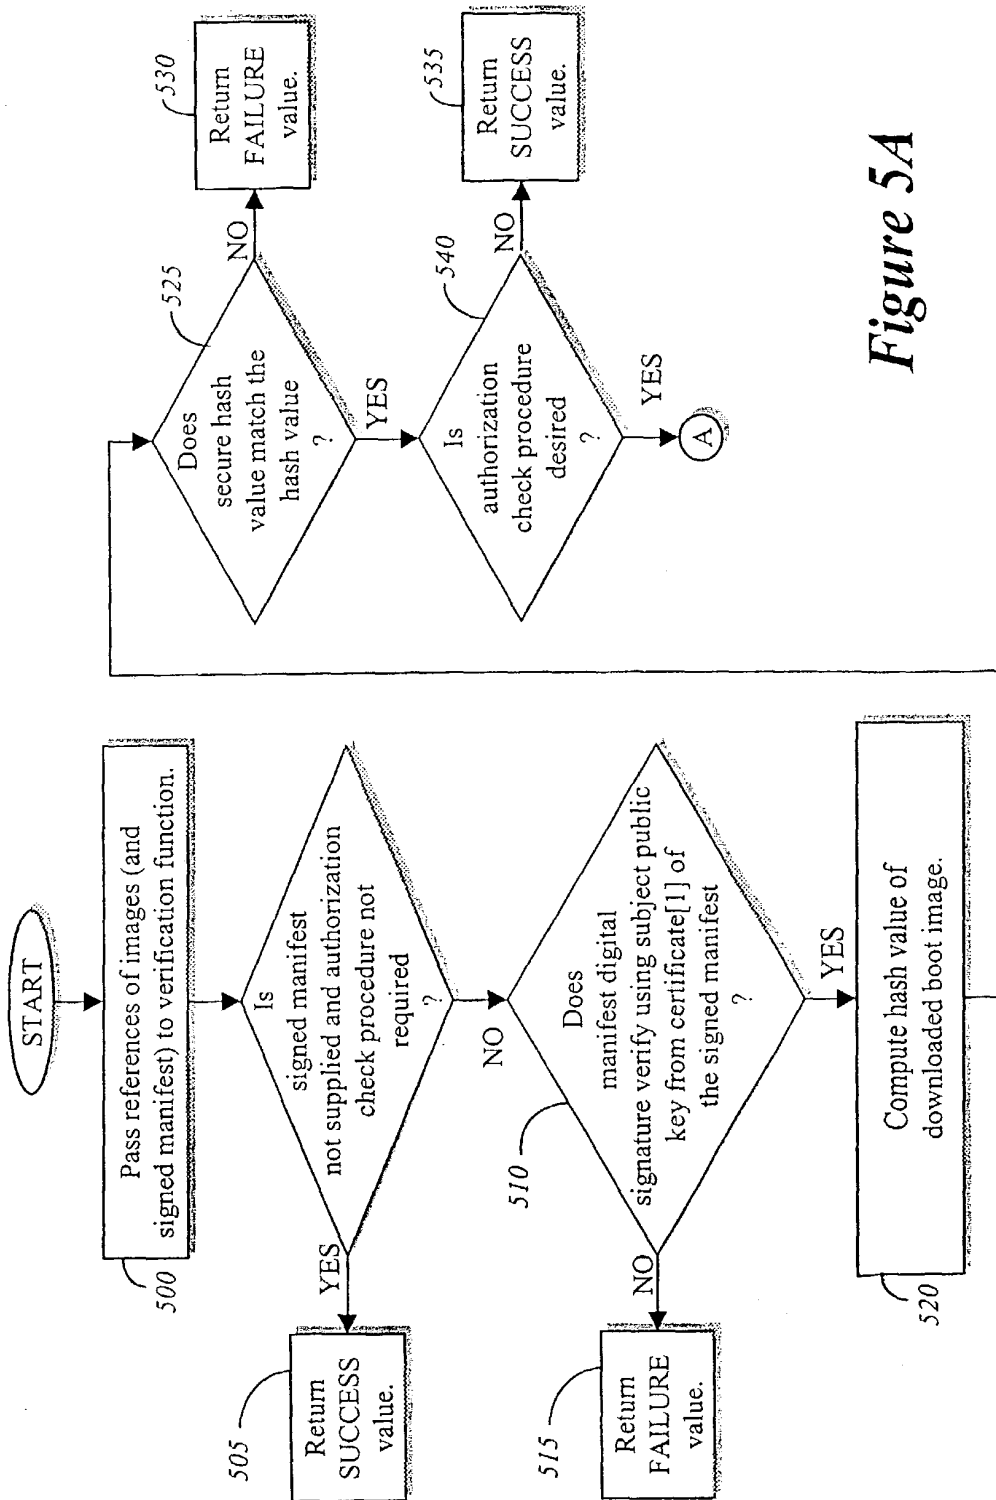 START
Pass references of images (and
signed manifest) to verification function.
500
Is
signed manifest
not supplied and authorization
check procedure not
required
?
YES
Return
SUCCESS
value.
505
NO
Does
manifest digital
signature verify using subject public
key from certificate[1] of
the signed manifest
?
510
NO
Return
FAILURE
value.
515
YES
Compute hash value of
downloaded boot image.
520
Does
secure hash
value match the
hash value
?
525
NO
Return
FAILURE
value.
530
YES
Is
authorization
check procedure
desired
?
540
NO
Return
SUCCESS
value.
535
YES
A
Figure 5A